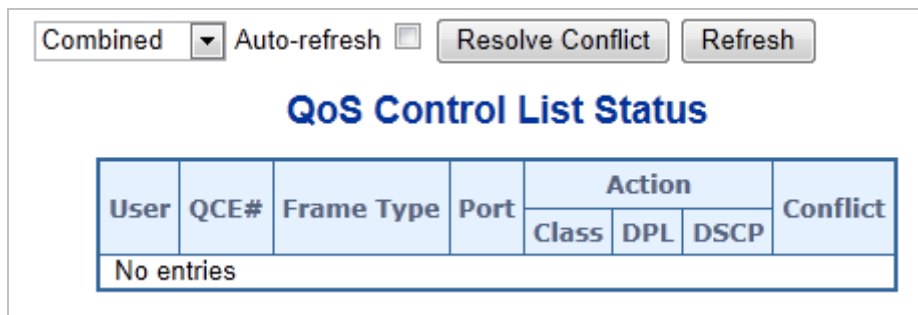 Combined Auto-refresh Resolve Conflict Refresh
QoS Control List Status
User QCE# Frame Type Port Action Conflict
Class DPL DSCP
No entries